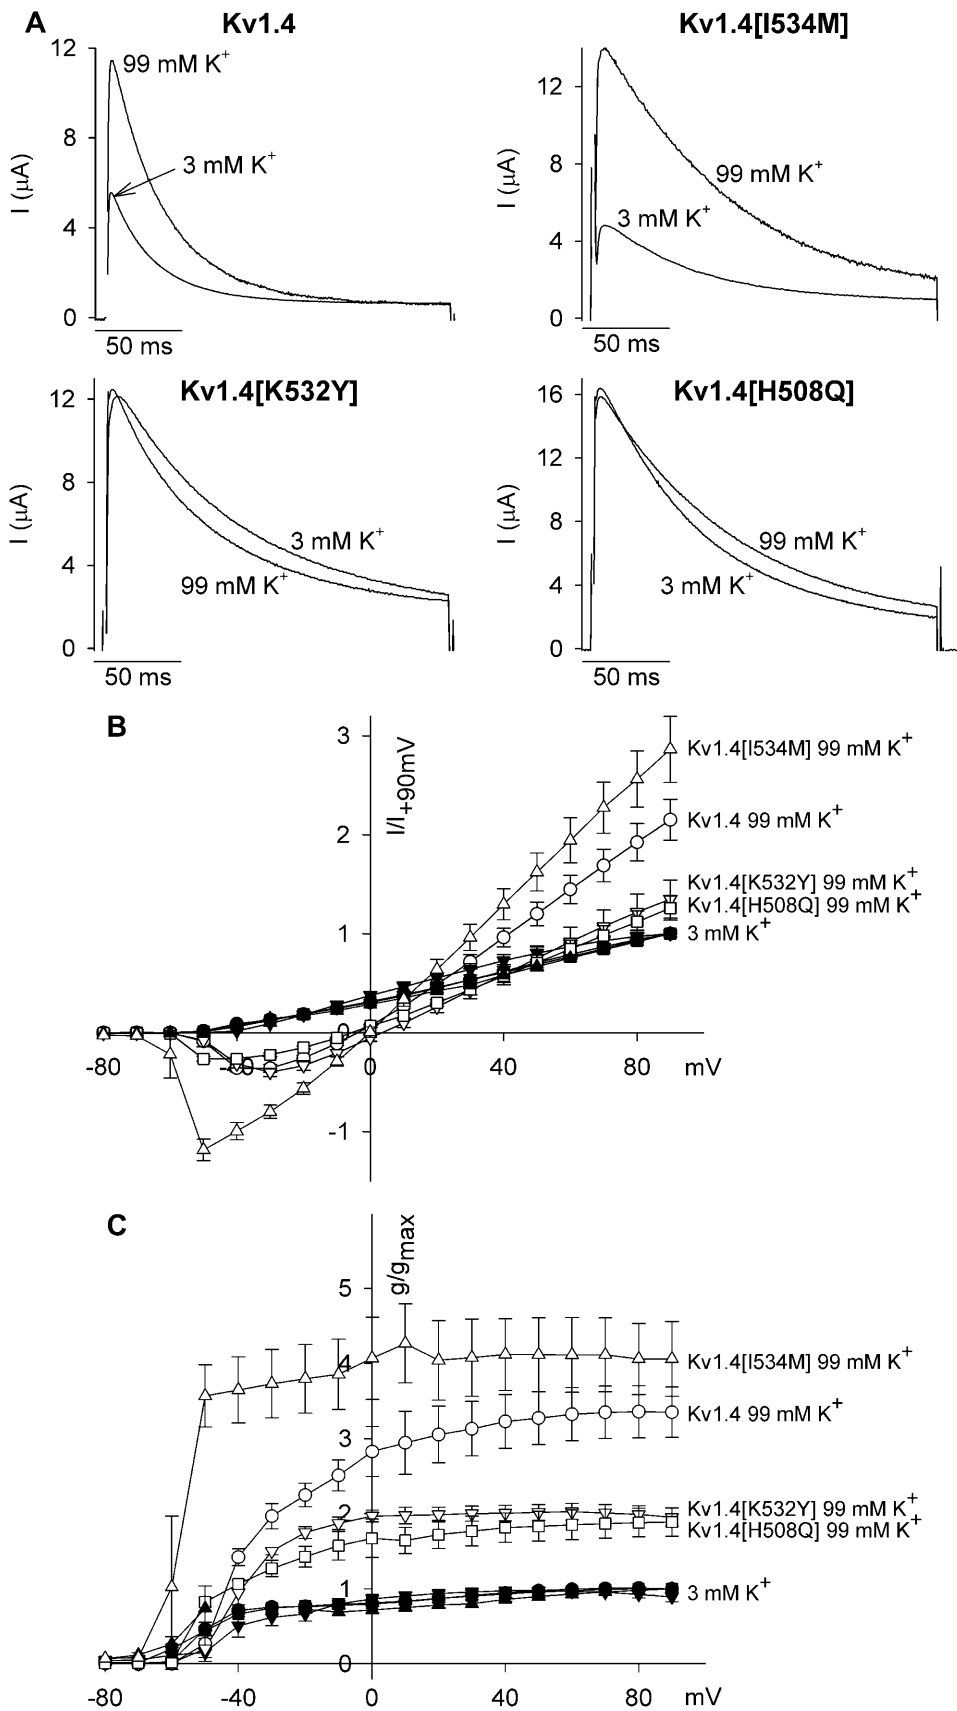 A
Kv1.4
Kv1.4[I534M]
12
8
4
0
I (μA)
99 mM K+
3 mM K+
50 ms
12
8
4
0
I (μA)
99 mM K+
3 mM K+
50 ms
Kv1.4[K532Y]
Kv1.4[H508Q]
12
8
4
0
I (μA)
3 mM K+
99 mM K+
50 ms
16
12
8
4
0
I (μA)
99 mM K+
3 mM K+
50 ms
B
I/I+90mV
3
2
1
0
-1
-80
-40
0
40
80
mV
Kv1.4[I534M] 99 mM K+
Kv1.4 99 mM K+
Kv1.4[K532Y] 99 mM K+
Kv1.4[H508Q] 99 mM K+
3 mM K+
C
g/gmax
5
4
3
2
1
0
-80
-40
0
40
80
mV
Kv1.4[I534M] 99 mM K+
Kv1.4 99 mM K+
Kv1.4[K532Y] 99 mM K+
Kv1.4[H508Q] 99 mM K+
3 mM K+